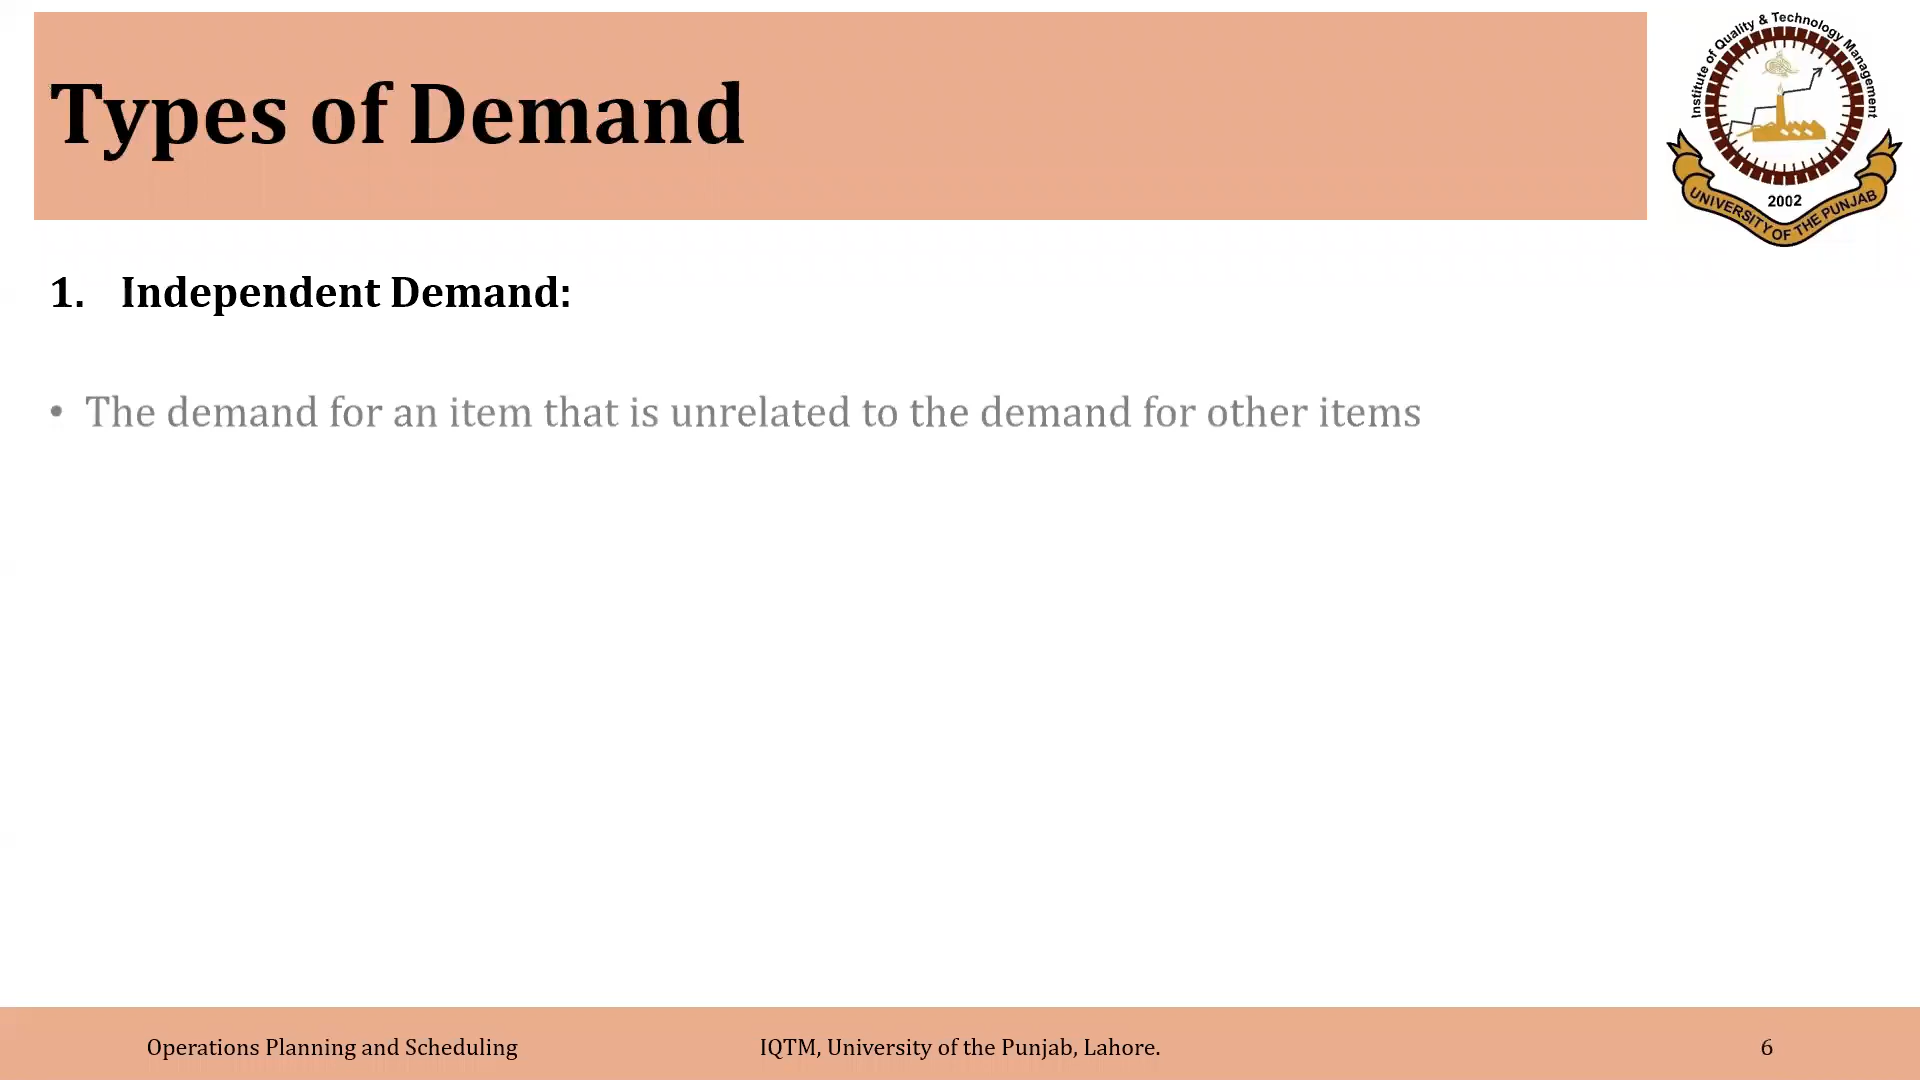 Types of Demand
Institute of Quality & Technology Management
2002
UNIVERSITY OF THE PUNJAB
1. Independent Demand:
• The demand for an item that is unrelated to the demand for other items
Operations Planning and Scheduling
IQTM, University of the Punjab, Lahore.
6